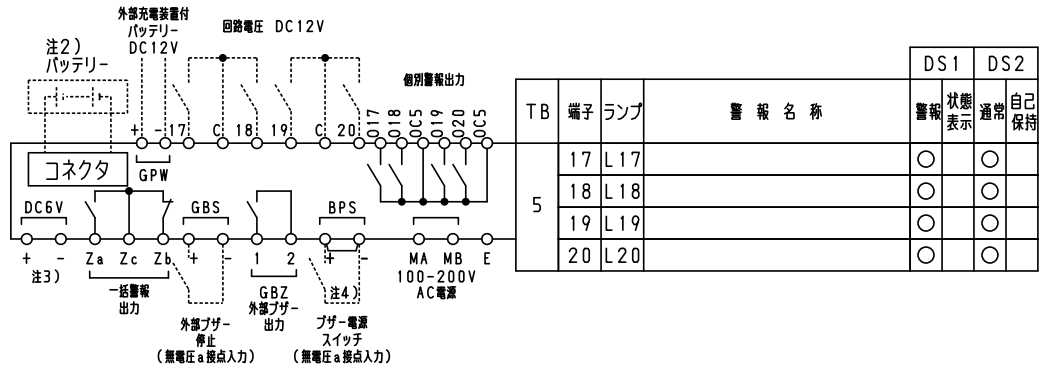 外部充電装置付
バッテリー
DC12V
回路電圧 DC12V
注2)
バッテリー
個別警報出力
+ - 17 C 18 19 C 20 O17 O18 OC5 O19 O20 OC5
コネクタ
GPW
DC6V GBS BPS
+ - Za Zc Zb + - 1 2 + - MA MB E
注3)
一括警報
出力
外部ブザー
停止
(無電圧a接点入力)
GBZ
外部ブザー
出力
注4)
ブザー電源
スイッチ
(無電圧a接点入力)
100-200V
AC電源
DS1 DS2
TB 端子 ランプ 警報名称 警報 状態表示 通常 自己保持
5
17 L17 ○ ○
18 L18 ○ ○
19 L19 ○ ○
20 L20 ○ ○